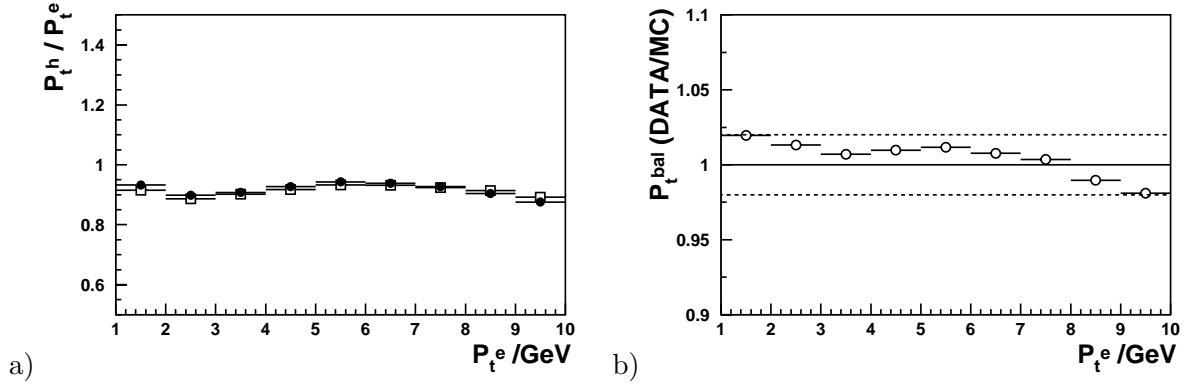 P_t^h / P_t^e
1.4
1.2
1
0.8
0.6
1 2 3 4 5 6 7 8 9 10
P_t^e /GeV
a)
P_t^bal (DATA/MC)
1.1
1.05
1
0.95
0.9
1 2 3 4 5 6 7 8 9 10
P_t^e /GeV
b)